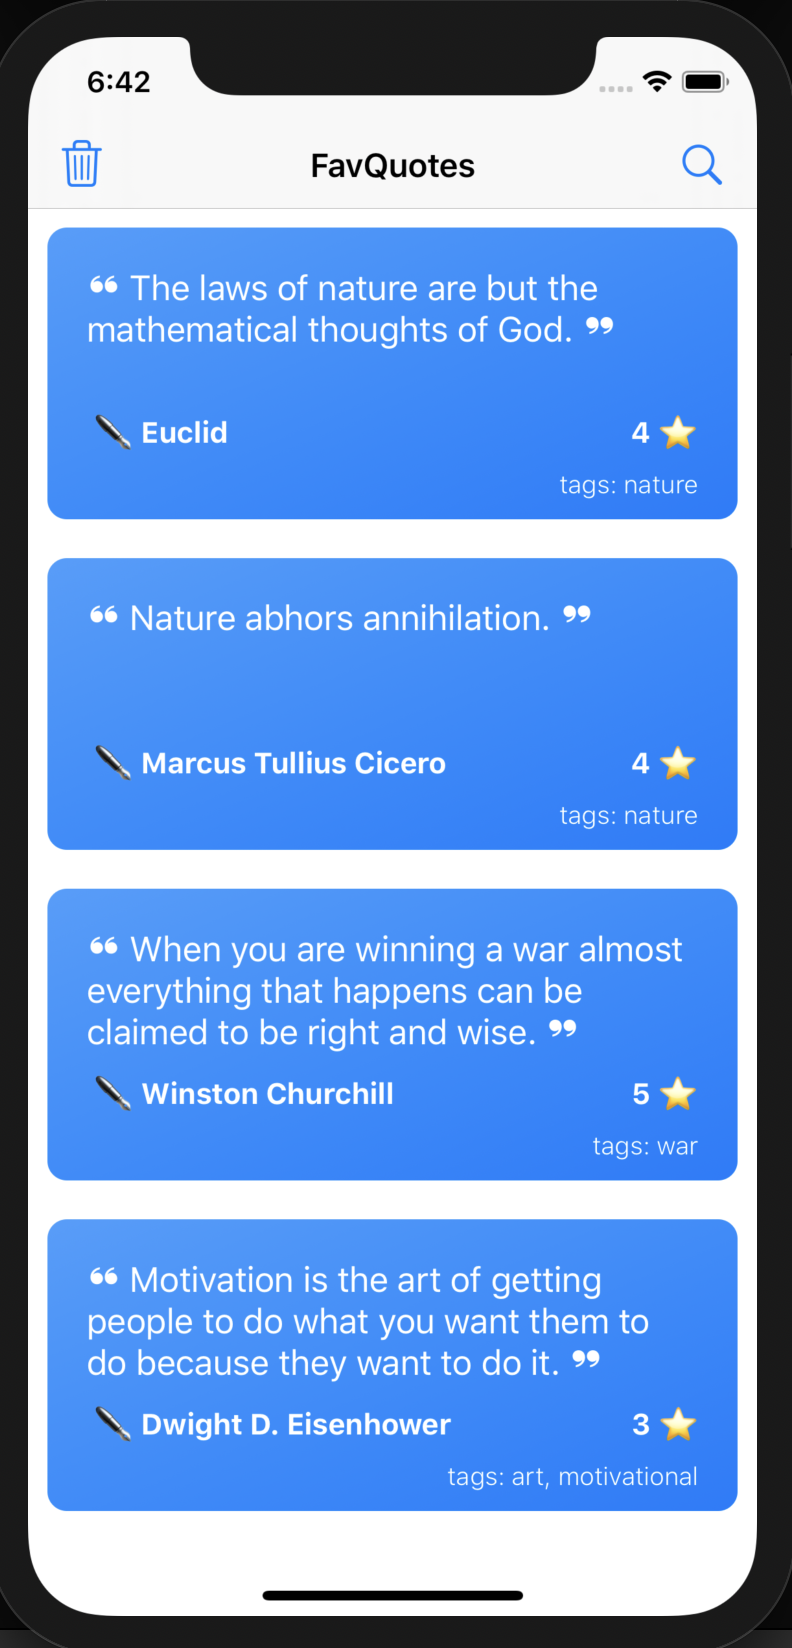 6:42
FavQuotes
❝ The laws of nature are but the
mathematical thoughts of God. ❞
Euclid 4
tags: nature
❝ Nature abhors annihilation. ❞
Marcus Tullius Cicero 4
tags: nature
❝ When you are winning a war almost
everything that happens can be
claimed to be right and wise. ❞
Winston Churchill 5
tags: war
❝ Motivation is the art of getting
people to do what you want them to
do because they want to do it. ❞
Dwight D. Eisenhower 3
tags: art, motivational